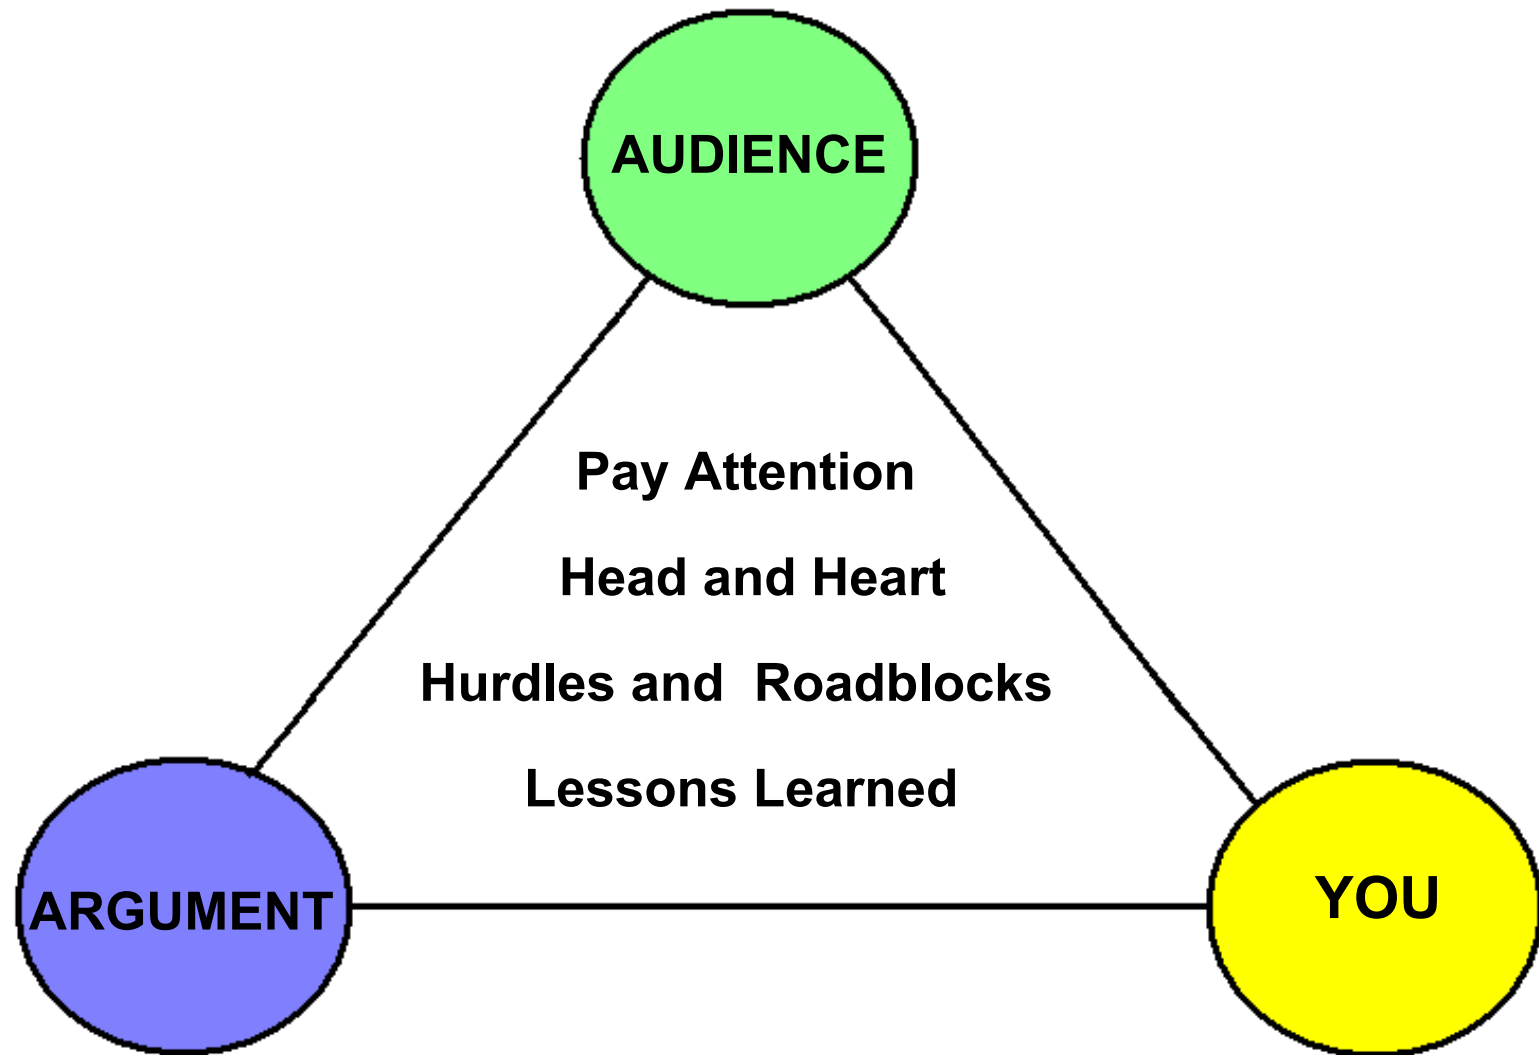 AUDIENCE
Pay Attention
Head and Heart
Hurdles and Roadblocks
Lessons Learned
ARGUMENT
YOU